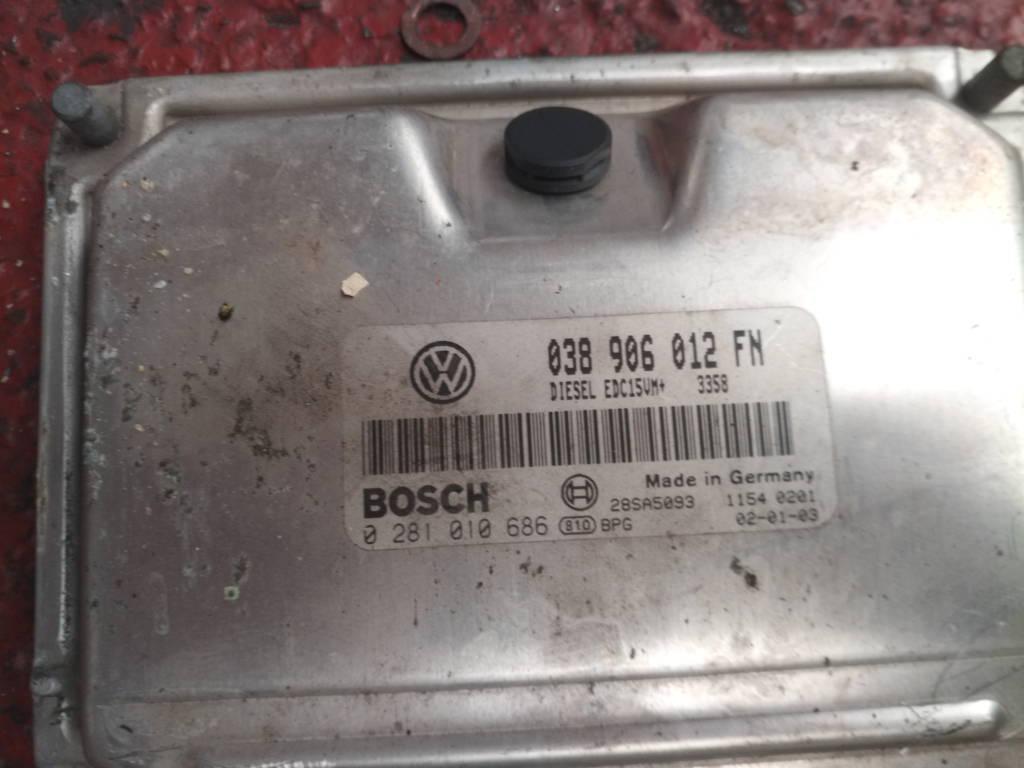 VW
038 906 012 FN
DIESEL EDC15VM+ 3358
Made in Germany
BOSCH 28SA5093 1154 0201
0 281 010 686 810 BPG 02-01-03